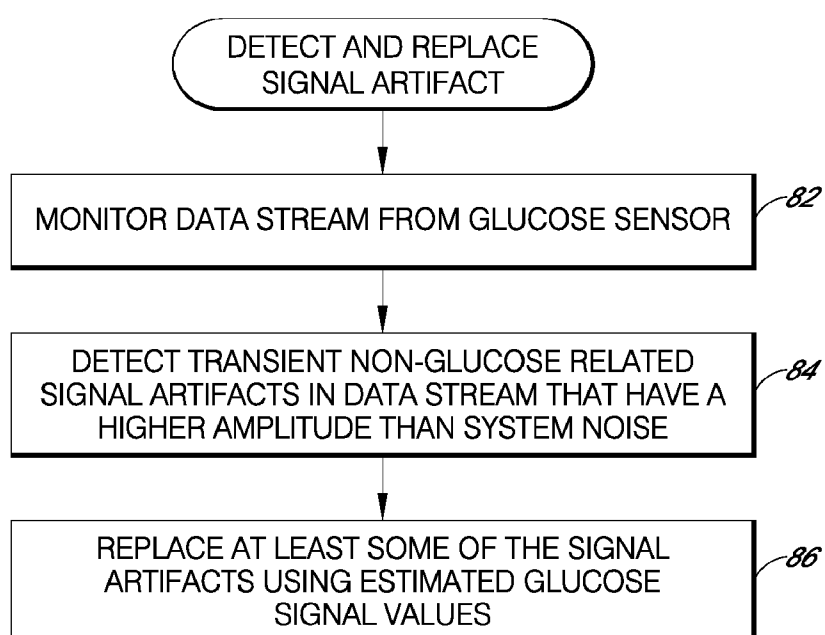 DETECT AND REPLACE
SIGNAL ARTIFACT
MONITOR DATA STREAM FROM GLUCOSE SENSOR
82
DETECT TRANSIENT NON-GLUCOSE RELATED
SIGNAL ARTIFACTS IN DATA STREAM THAT HAVE A
HIGHER AMPLITUDE THAN SYSTEM NOISE
84
REPLACE AT LEAST SOME OF THE SIGNAL
ARTIFACTS USING ESTIMATED GLUCOSE
SIGNAL VALUES
86